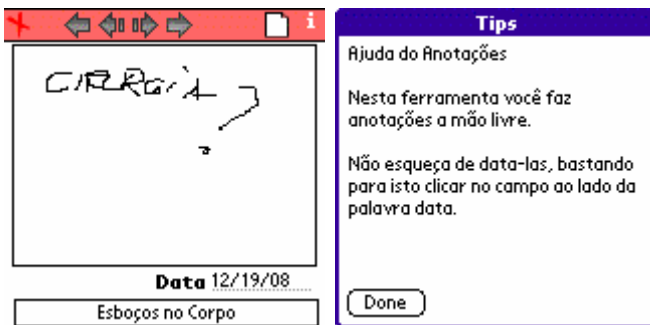 i
CIRRGIA ?
Data 12/19/08
Esboços no Corpo
Tips
Ajuda do Anotações
Nesta ferramenta você faz
anotações a mão livre.
Não esqueça de data-las, bastando
para isto clicar no campo ao lado da
palavra data.
Done